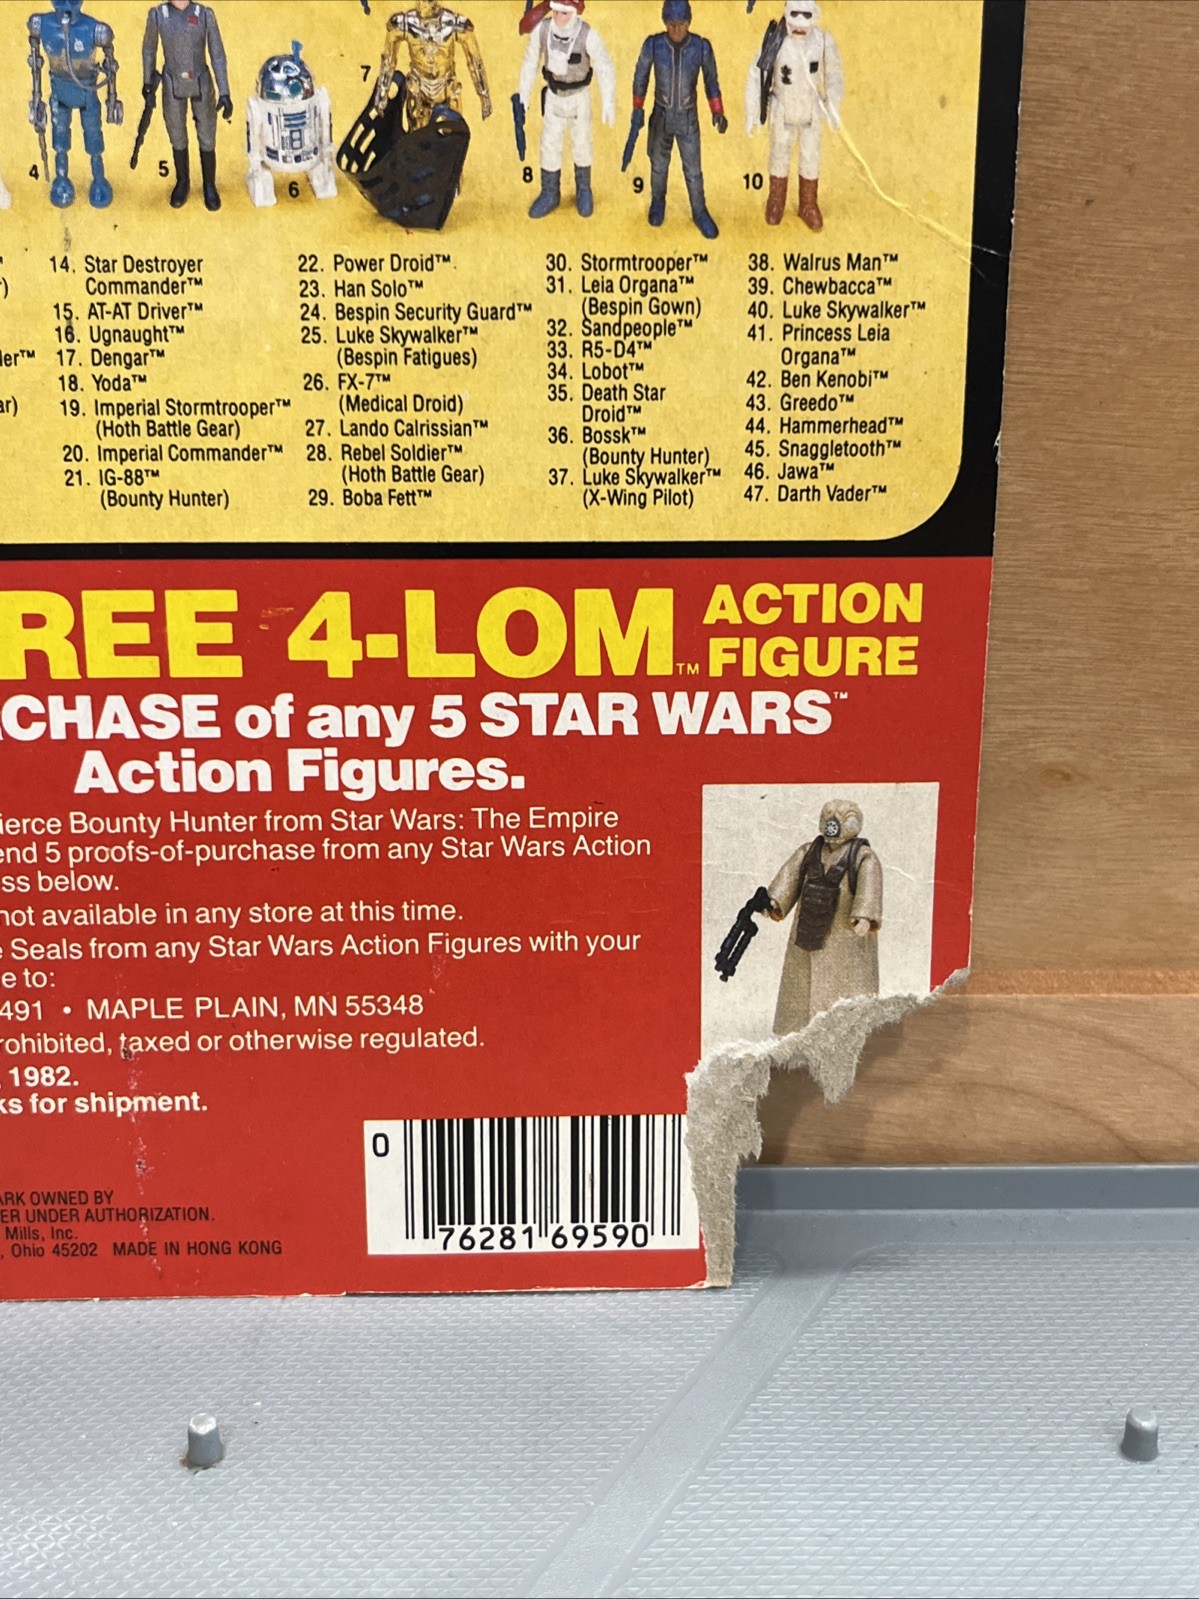 4
5
6
7
8
9
10
14. Star Destroyer
Commander™
15. AT-AT Driver™
16. Ugnaught™
17. Dengar™
18. Yoda™
19. Imperial Stormtrooper™
(Hoth Battle Gear)
20. Imperial Commander™
21. IG-88™
(Bounty Hunter)
22. Power Droid™
23. Han Solo™
24. Bespin Security Guard™
25. Luke Skywalker™
(Bespin Fatigues)
26. FX-7™
(Medical Droid)
27. Lando Calrissian™
28. Rebel Soldier™
(Hoth Battle Gear)
29. Boba Fett™
30. Stormtrooper™
31. Leia Organa™
(Bespin Gown)
32. Sandpeople™
33. R5-D4™
34. Lobot™
35. Death Star
Droid™
36. Bossk™
(Bounty Hunter)
37. Luke Skywalker™
(X-Wing Pilot)
38. Walrus Man™
39. Chewbacca™
40. Luke Skywalker™
41. Princess Leia
Organa™
42. Ben Kenobi™
43. Greedo™
44. Hammerhead™
45. Snaggletooth™
46. Jawa™
47. Darth Vader™
REE 4-LOM™ ACTION FIGURE
CHASE of any 5 STAR WARS™
Action Figures.
ierce Bounty Hunter from Star Wars: The Empire
end 5 proofs-of-purchase from any Star Wars Action
ss below.
not available in any store at this time.
e Seals from any Star Wars Action Figures with your
e to:
491 • MAPLE PLAIN, MN 55348
rohibited, taxed or otherwise regulated.
, 1982.
ks for shipment.
ARK OWNED BY
ER UNDER AUTHORIZATION.
Mills, Inc.
, Ohio 45202 MADE IN HONG KONG
0 76281 69590